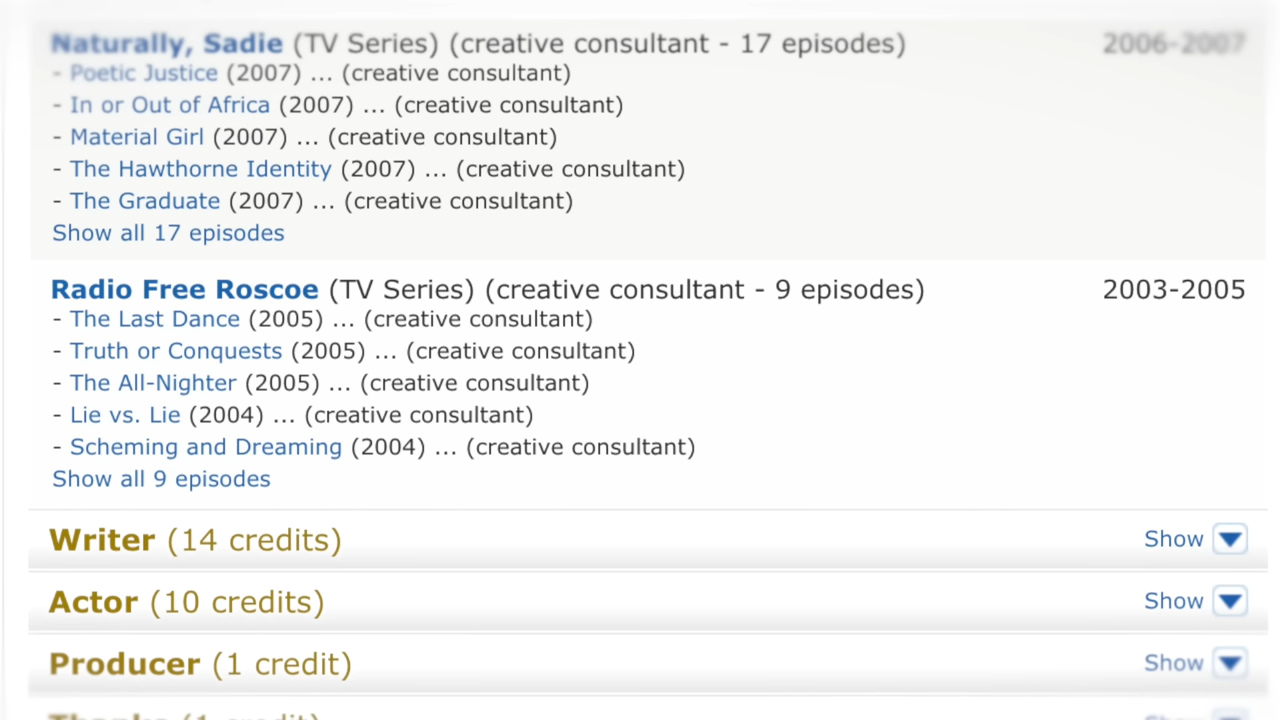 Naturally, Sadie (TV Series) (creative consultant - 17 episodes) 2006-2007
- Poetic Justice (2007) ... (creative consultant)
- In or Out of Africa (2007) ... (creative consultant)
- Material Girl (2007) ... (creative consultant)
- The Hawthorne Identity (2007) ... (creative consultant)
- The Graduate (2007) ... (creative consultant)
Show all 17 episodes
Radio Free Roscoe (TV Series) (creative consultant - 9 episodes) 2003-2005
- The Last Dance (2005) ... (creative consultant)
- Truth or Conquests (2005) ... (creative consultant)
- The All-Nighter (2005) ... (creative consultant)
- Lie vs. Lie (2004) ... (creative consultant)
- Scheming and Dreaming (2004) ... (creative consultant)
Show all 9 episodes
Writer (14 credits) Show
Actor (10 credits) Show
Producer (1 credit) Show
Thanks (1 credit)